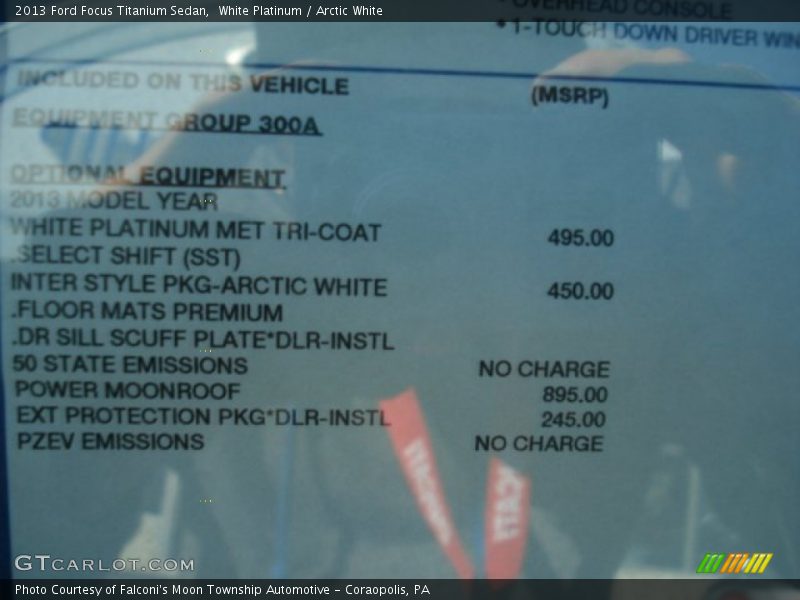 2013 Ford Focus Titanium Sedan, White Platinum / Arctic White
* OVERHEAD CONSOLE
* 1-TOUCH DOWN DRIVER WIN
INCLUDED ON THIS VEHICLE (MSRP)
EQUIPMENT GROUP 300A
OPTIONAL EQUIPMENT
2013 MODEL YEAR
WHITE PLATINUM MET TRI-COAT 495.00
.SELECT SHIFT (SST)
INTER STYLE PKG-ARCTIC WHITE 450.00
.FLOOR MATS PREMIUM
.DR SILL SCUFF PLATE*DLR-INSTL
50 STATE EMISSIONS NO CHARGE
POWER MOONROOF 895.00
EXT PROTECTION PKG*DLR-INSTL 245.00
PZEV EMISSIONS NO CHARGE
GTCARLOT.COM
Photo Courtesy of Falconi's Moon Township Automotive – Coraopolis, PA